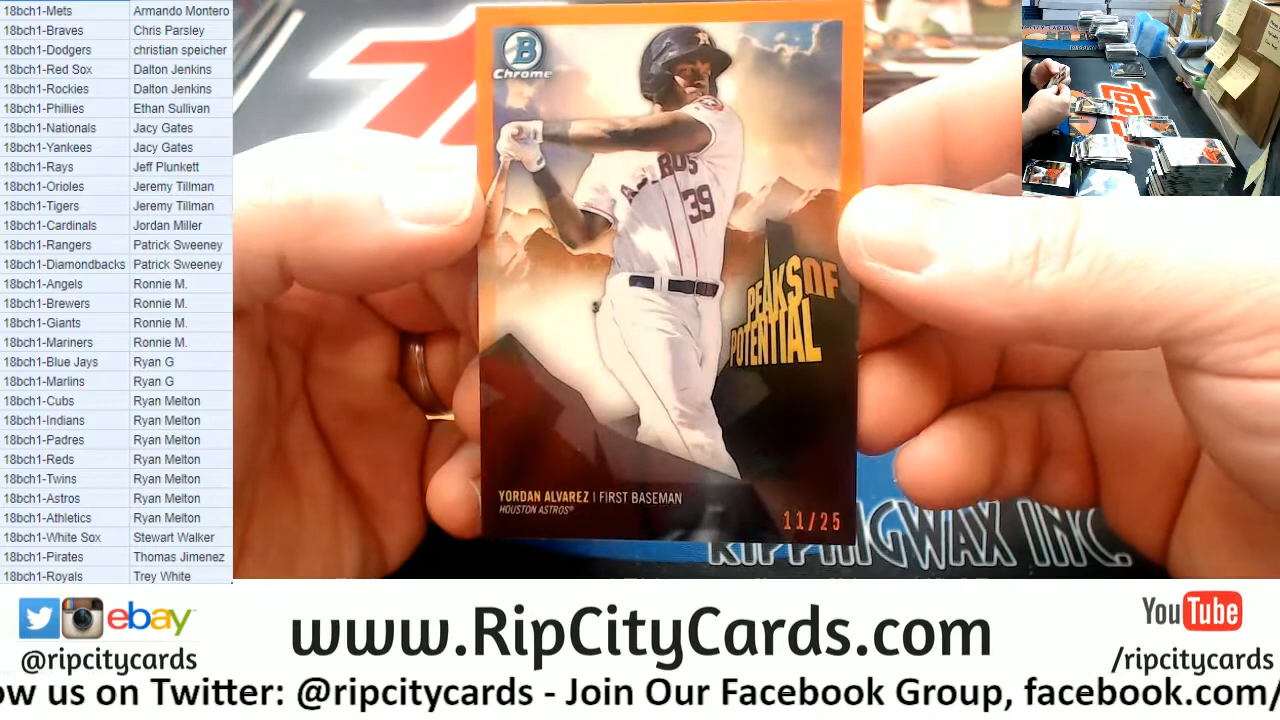 18bch1-Mets Armando Montero
18bch1-Braves Chris Parsley
18bch1-Dodgers christian speicher
18bch1-Red Sox Dalton Jenkins
18bch1-Rockies Dalton Jenkins
18bch1-Phillies Ethan Sullivan
18bch1-Nationals Jacy Gates
18bch1-Yankees Jacy Gates
18bch1-Rays Jeff Plunkett
18bch1-Orioles Jeremy Tillman
18bch1-Tigers Jeremy Tillman
18bch1-Cardinals Jordan Miller
18bch1-Rangers Patrick Sweeney
18bch1-Diamondbacks Patrick Sweeney
18bch1-Angels Ronnie M.
18bch1-Brewers Ronnie M.
18bch1-Giants Ronnie M.
18bch1-Mariners Ronnie M.
18bch1-Blue Jays Ryan G
18bch1-Marlins Ryan G
18bch1-Cubs Ryan Melton
18bch1-Indians Ryan Melton
18bch1-Padres Ryan Melton
18bch1-Reds Ryan Melton
18bch1-Twins Ryan Melton
18bch1-Astros Ryan Melton
18bch1-Athletics Ryan Melton
18bch1-White Sox Stewart Walker
18bch1-Pirates Thomas Jimenez
18bch1-Royals Trey White
B
Chrome
39
PEAKS OF
POTENTIAL
YORDAN ALVAREZ | FIRST BASEMAN
HOUSTON ASTROS®
11/25
RIPPINGWAX INC.
ebay
@ripcitycards
www.RipCityCards.com
YouTube
/ripcitycards
ow us on Twitter: @ripcitycards - Join Our Facebook Group, facebook.com/